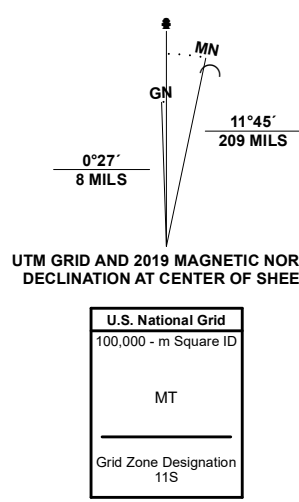 MN
GN
11°45´
209 MILS
0°27´
8 MILS
UTM GRID AND 2019 MAGNETIC NOR
DECLINATION AT CENTER OF SHEE
U.S. National Grid
100,000 - m Square ID
MT
Grid Zone Designation
11S